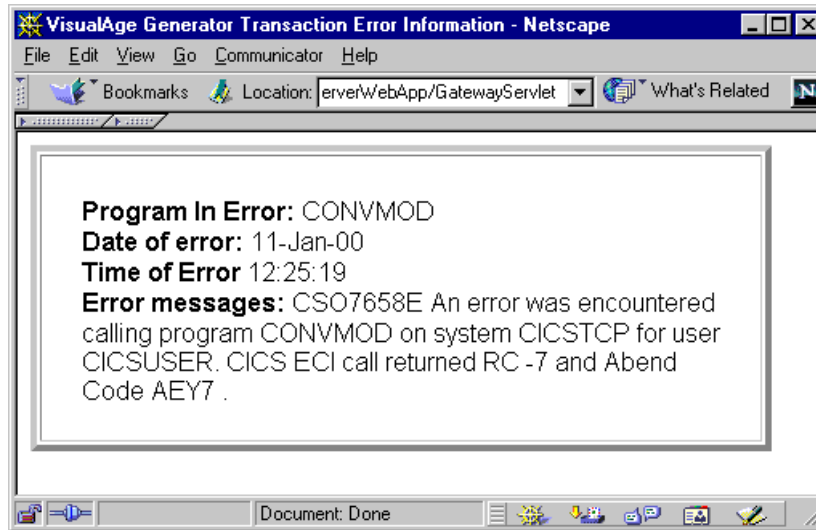 VisualAge Generator Transaction Error Information - Netscape
File Edit View Go Communicator Help
Bookmarks Location: erverWebApp/GatewayServlet What's Related N
Program In Error: CONVMOD
Date of error: 11-Jan-00
Time of Error 12:25:19
Error messages: CSO7658E An error was encountered
calling program CONVMOD on system CICSTCP for user
CICSUSER. CICS ECI call returned RC -7 and Abend
Code AEY7 .
Document: Done